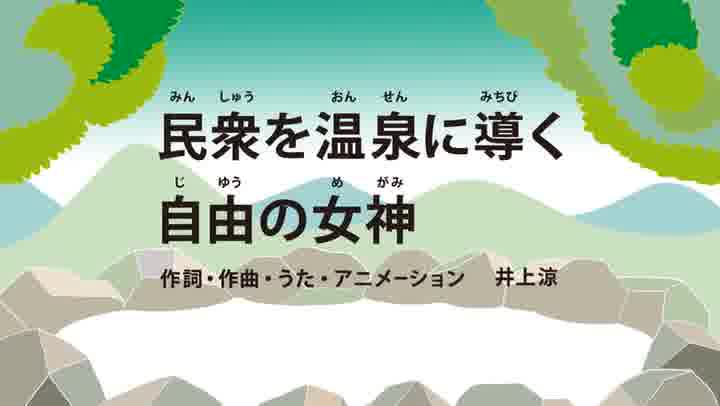 みん しゅう おん せん みちび
民衆を温泉に導く
じ ゆう め がみ
自由の女神
作詞・作曲・うた・アニメーション 井上涼